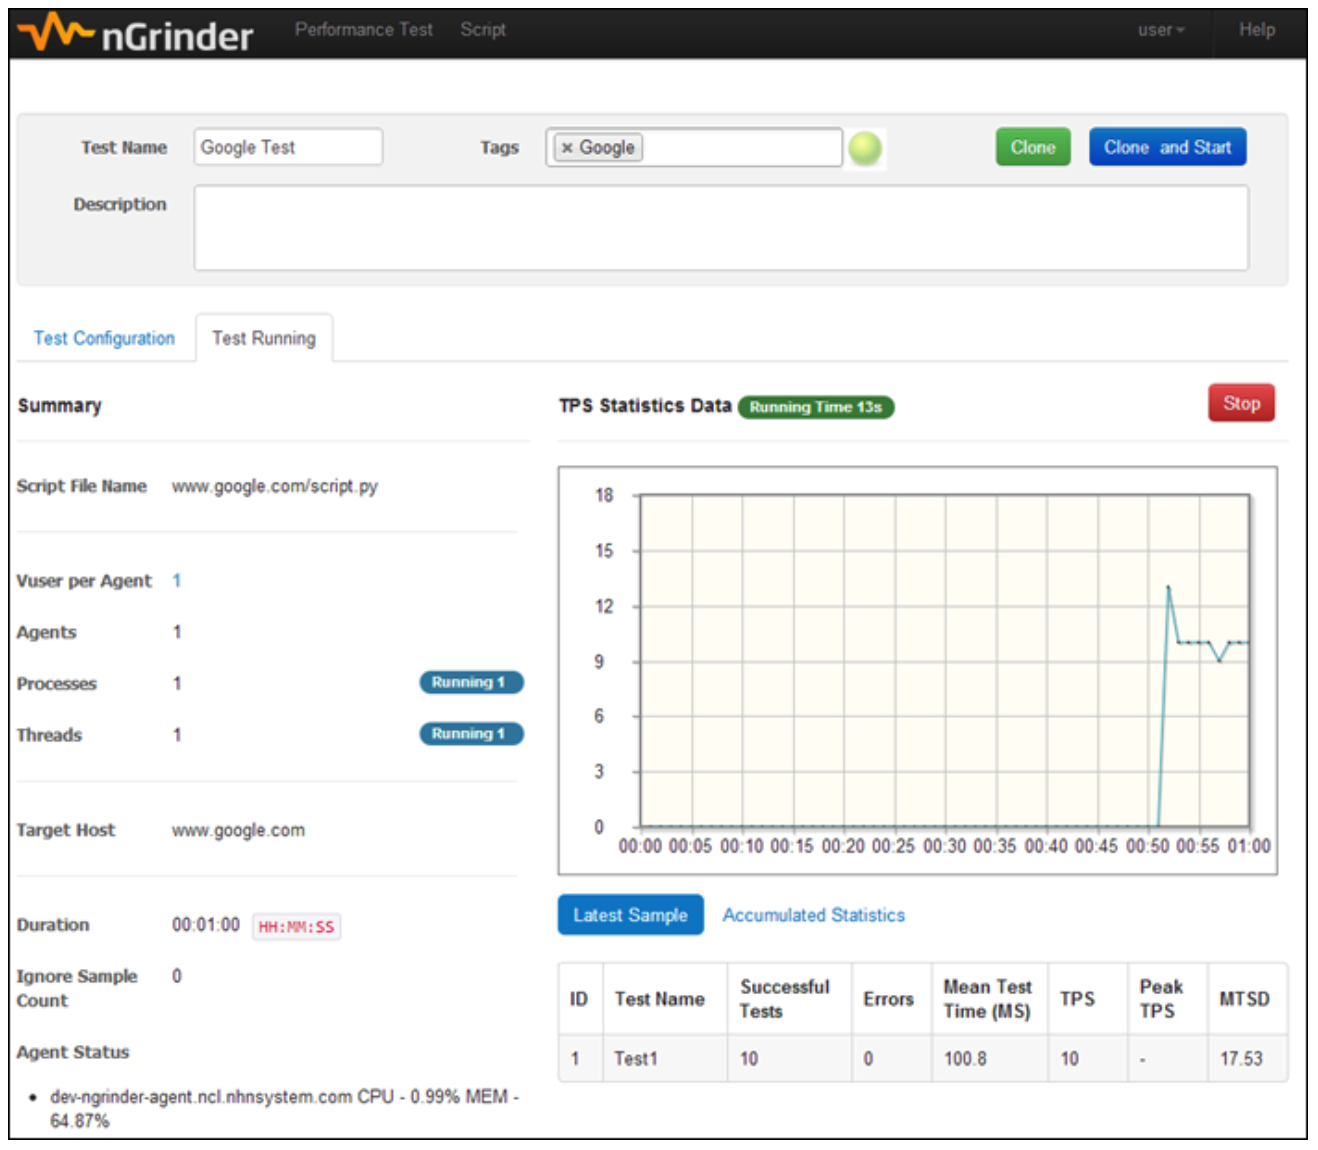 nGrinder Performance Test Script user Help
Test Name Google Test Tags × Google Clone Clone and Start
Description
Test Configuration Test Running
Summary
Script File Name www.google.com/script.py
Vuser per Agent 1
Agents 1
Processes 1 Running 1
Threads 1 Running 1
Target Host www.google.com
Duration 00:01:00 HH:MM:SS
Ignore Sample 0
Count
Agent Status
• dev-ngrinder-agent.ncl.nhnsystem.com CPU - 0.99% MEM -
64.87%
TPS Statistics Data Running Time 13s Stop
18
15
12
9
6
3
0
00:00 00:05 00:10 00:15 00:20 00:25 00:30 00:35 00:40 00:45 00:50 00:55 01:00
Latest Sample Accumulated Statistics
ID Test Name Successful Tests Errors Mean Test Time (MS) TPS Peak TPS MTSD
1 Test1 10 0 100.8 10 - 17.53